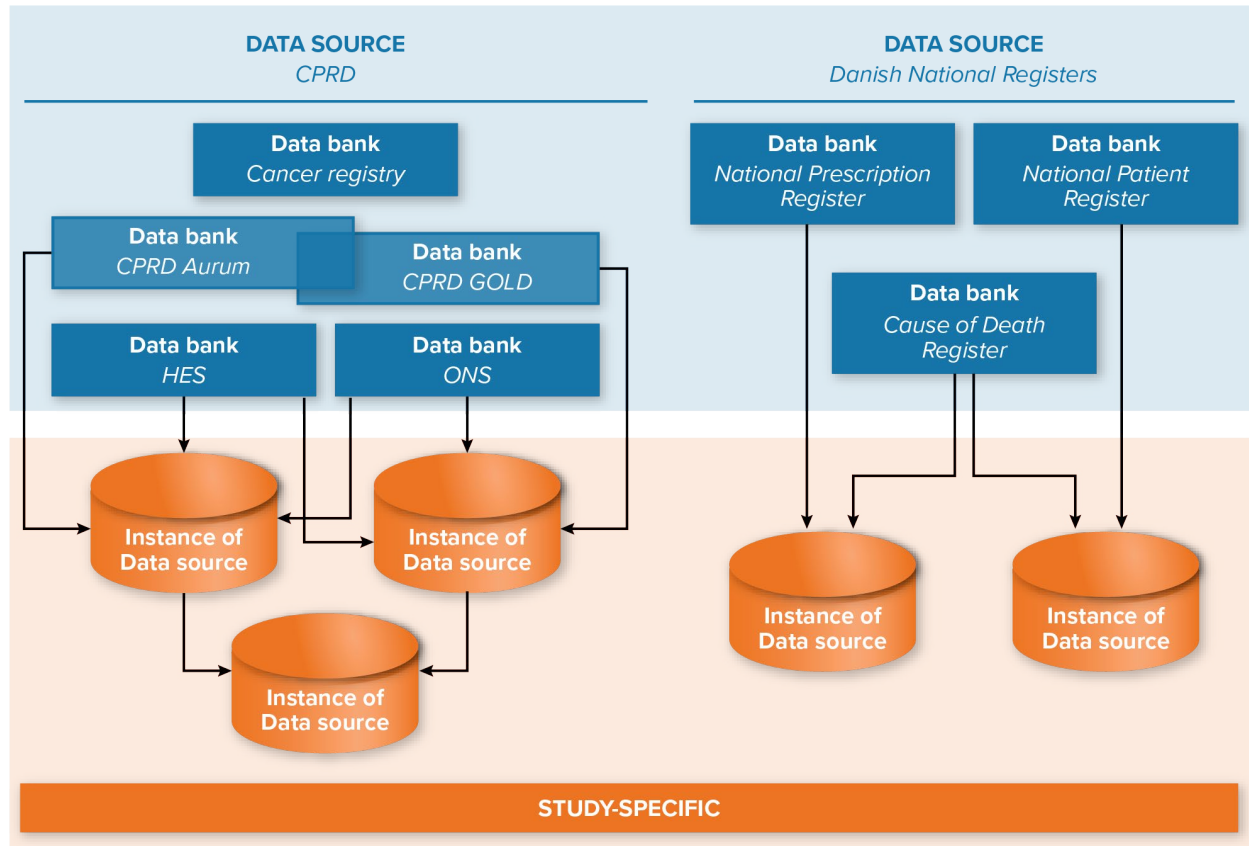 DATA SOURCE
CPRD
Data bank
Cancer registry
Data bank
CPRD Aurum
Data bank
CPRD GOLD
Data bank
HES
Data bank
ONS
Instance of
Data source
Instance of
Data source
Instance of
Data source
DATA SOURCE
Danish National Registers
Data bank
National Prescription
Register
Data bank
National Patient
Register
Data bank
Cause of Death
Register
Instance of
Data source
Instance of
Data source
STUDY-SPECIFIC